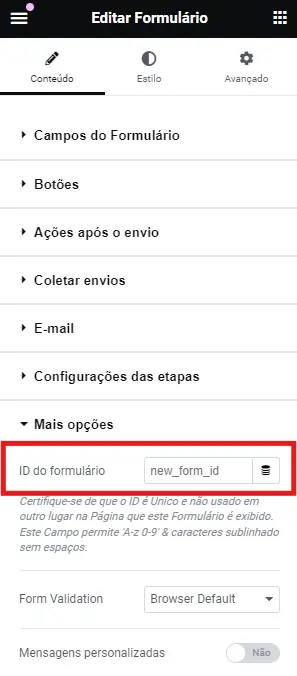 Editar Formulário
Conteúdo
Estilo
Avançado
Campos do Formulário
Botões
Ações após o envio
Coletar envios
E-mail
Configurações das etapas
Mais opções
ID do formulário
new_form_id
Certifique-se de que o ID é Unico e não usado em
outro lugar na Página que este Formulário é exibido.
Este Campo permite 'A-z 0-9' & caracteres sublinhado
sem espaços.
Form Validation
Browser Default
Mensagens personalizadas
Não